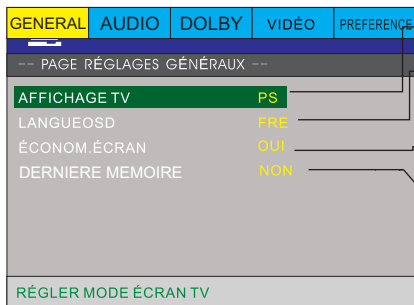 GENERAL AUDIO DOLBY VIDÉO PREFERENCE
-- PAGE RÉGLAGES GÉNÉRAUX --
AFFICHAGE TV PS
LANGUEOSD FRE
ÉCONOM.ÉCRAN OUI
DERNIERE MEMOIRE NON
RÉGLER MODE ÉCRAN TV